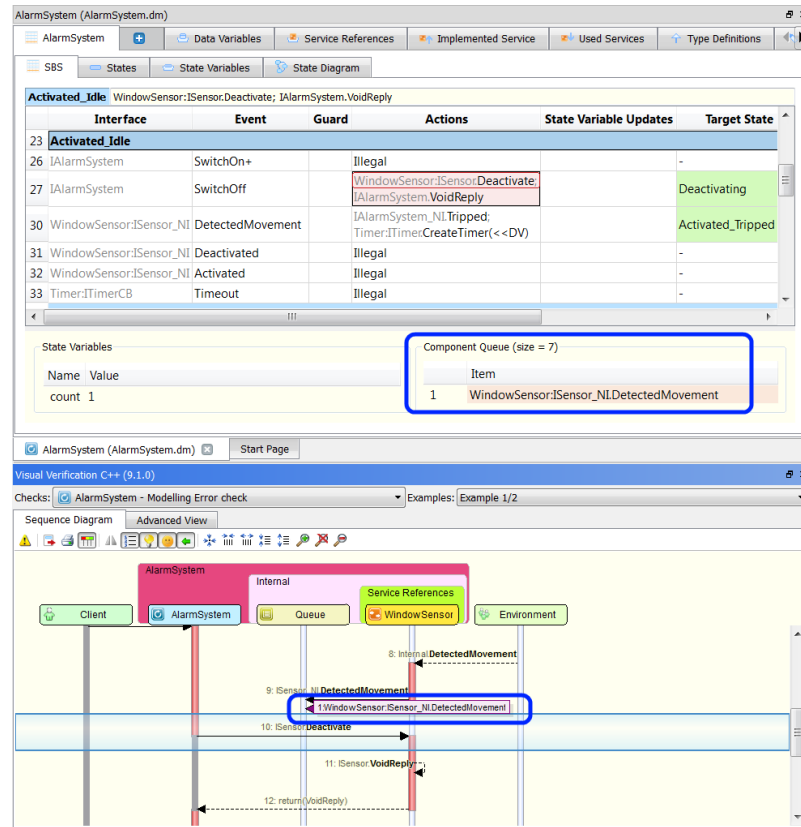 AlarmSystem (AlarmSystem.dm)
AlarmSystem Data Variables Service References Implemented Service Used Services Type Definitions
SBS States State Variables State Diagram
Activated_Idle WindowSensor:ISensor.Deactivate; IAlarmSystem.VoidReply
Interface Event Guard Actions State Variable Updates Target State
23 Activated_Idle
26 IAlarmSystem SwitchOn+ Illegal -
27 IAlarmSystem SwitchOff WindowSensor:ISensor.Deactivate; Deactivating
IAlarmSystem.VoidReply
30 WindowSensor:ISensor_NI DetectedMovement IAlarmSystem_NI.Tripped; Activated_Tripped
Timer:ITimer.CreateTimer(<<DV)
31 WindowSensor:ISensor_NI Deactivated Illegal -
32 WindowSensor:ISensor_NI Activated Illegal -
33 Timer:ITimerCB Timeout Illegal -
State Variables Component Queue (size = 7)
Name Value Item
count 1 1 WindowSensor:ISensor_NI.DetectedMovement
AlarmSystem (AlarmSystem.dm) Start Page
Visual Verification C++ (9.1.0)
Checks: AlarmSystem - Modelling Error check Examples: Example 1/2
Sequence Diagram Advanced View
AlarmSystem
Internal
Service References
Client AlarmSystem Queue WindowSensor Environment
8: Internal.DetectedMovement
9: ISensor_NI.DetectedMovement
1:WindowSensor:ISensor_NI.DetectedMovement
10: ISensor.Deactivate
11: ISensor.VoidReply
12: return(VoidReply)